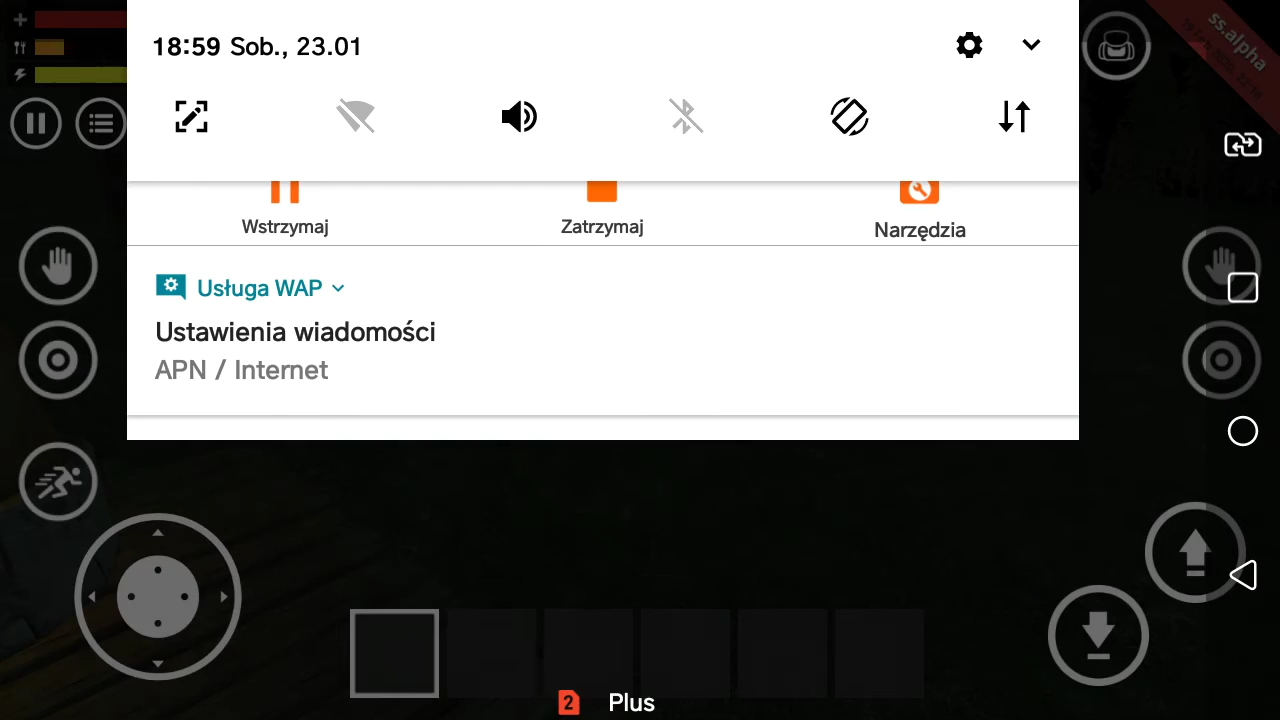 18:59 Sob., 23.01
ss.alpha
Wstrzymaj
Zatrzymaj
Narzędzia
Usługa WAP
Ustawienia wiadomości
APN / Internet
2 Plus